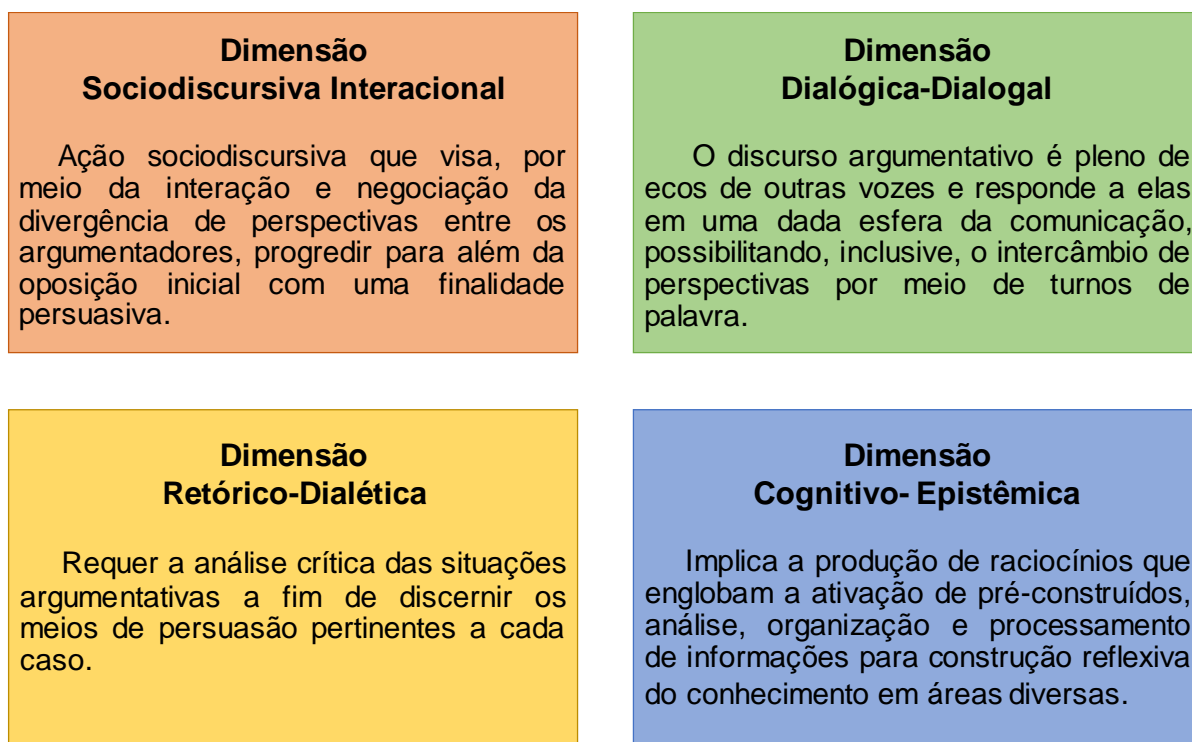 Dimensão
Sociodiscursiva Interacional
Ação sociodiscursiva que visa, por
meio da interação e negociação da
divergência de perspectivas entre os
argumentadores, progredir para além da
oposição inicial com uma finalidade
persuasiva.
Dimensão
Dialógica-Dialogal
O discurso argumentativo é pleno de
ecos de outras vozes e responde a elas
em uma dada esfera da comunicação,
possibilitando, inclusive, o intercâmbio de
perspectivas por meio de turnos de
palavra.
Dimensão
Retórico-Dialética
Requer a análise crítica das situações
argumentativas a fim de discernir os
meios de persuasão pertinentes a cada
caso.
Dimensão
Cognitivo- Epistêmica
Implica a produção de raciocínios que
englobam a ativação de pré-construídos,
análise, organização e processamento
de informações para construção reflexiva
do conhecimento em áreas diversas.